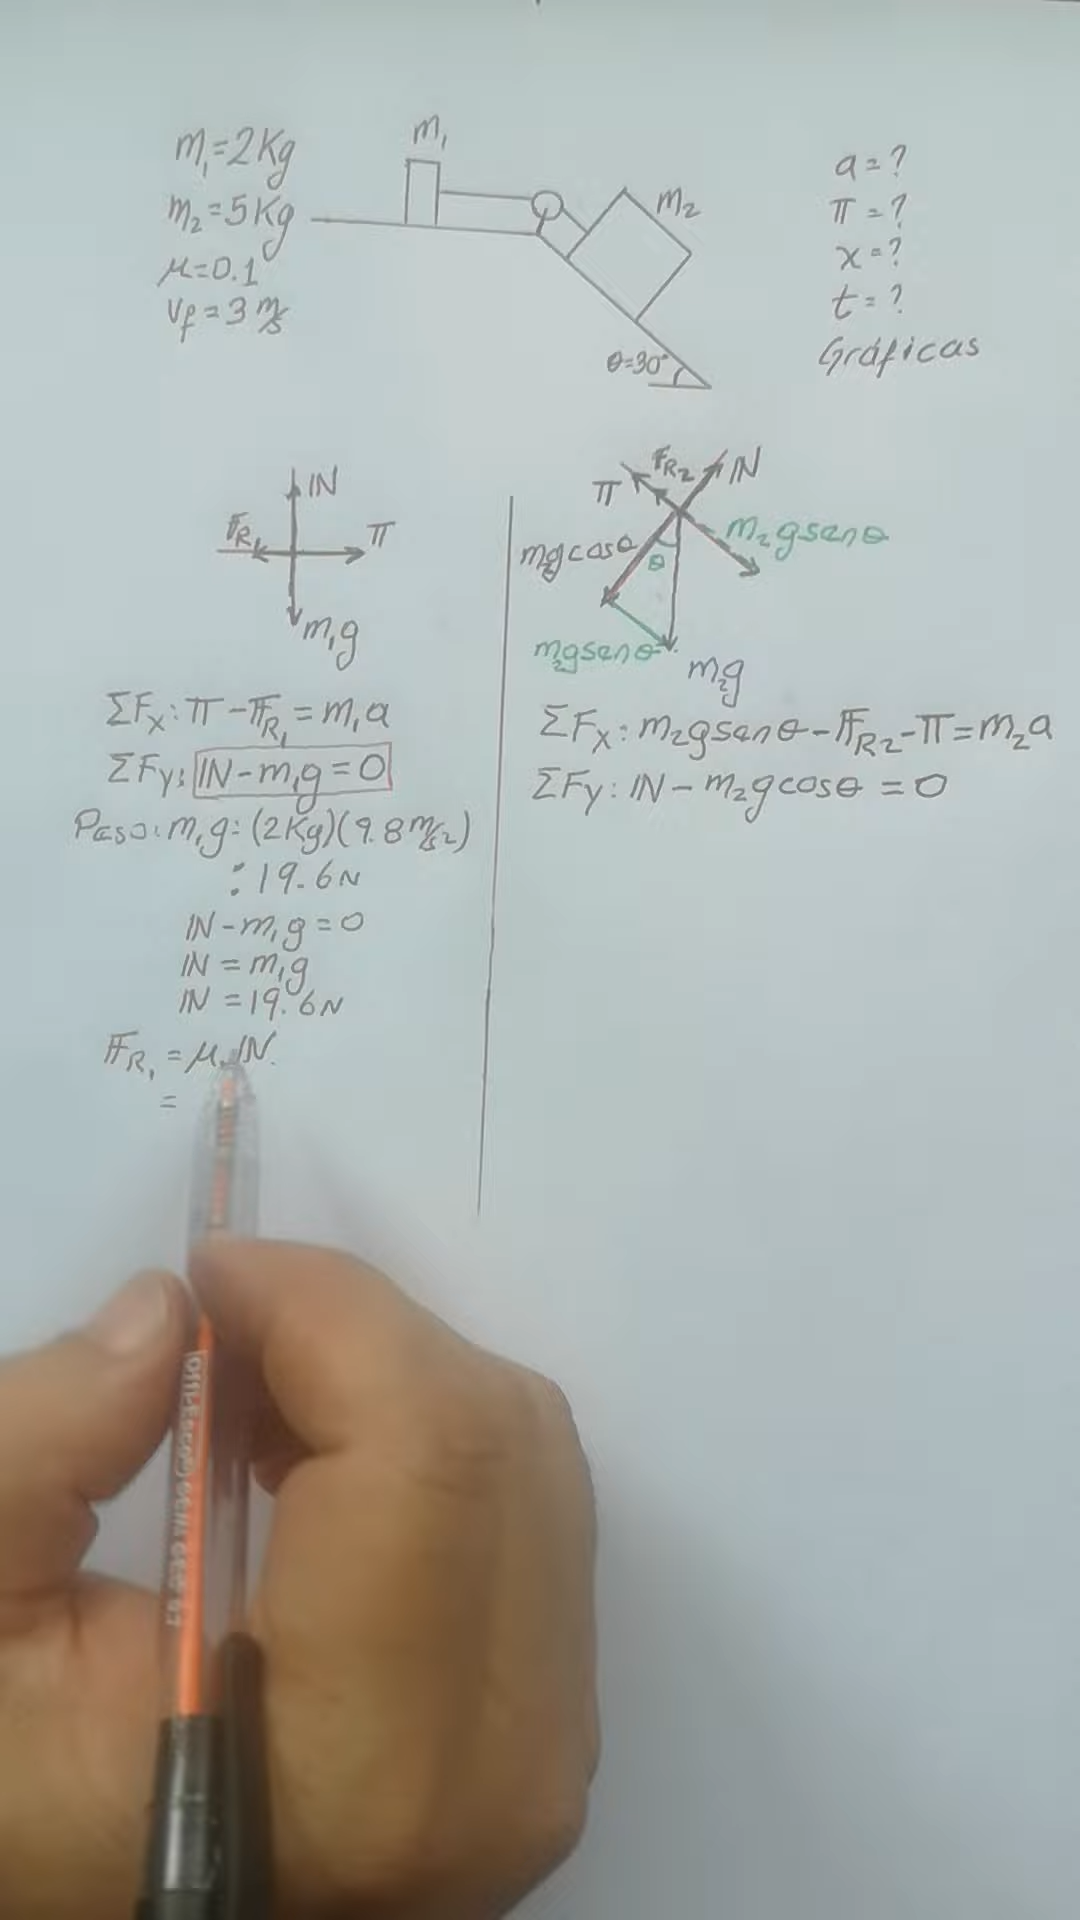 m₁=2Kg
m₂=5Kg
μ=0.1
Vf=3 m/s
m₁
m₂
θ=30°
a=?
T=?
x=?
t=?
Gráficas
N
FR₁
T
m₁g
FR₂
N
T
m₂gsenθ
m₂gcosθ
θ
m₂gsenθ
m₂g
ΣFx: T-FR₁=m₁a
ΣFy: N-m₁g=0
Peso: m₁g: (2Kg)(9.8m/s²)
: 19.6N
N-m₁g=0
N=m₁g
N=19.6N
FR₁=μ.N
=
ΣFx: m₂gsenθ-FR₂-T=m₂a
ΣFy: N-m₂gcosθ=0